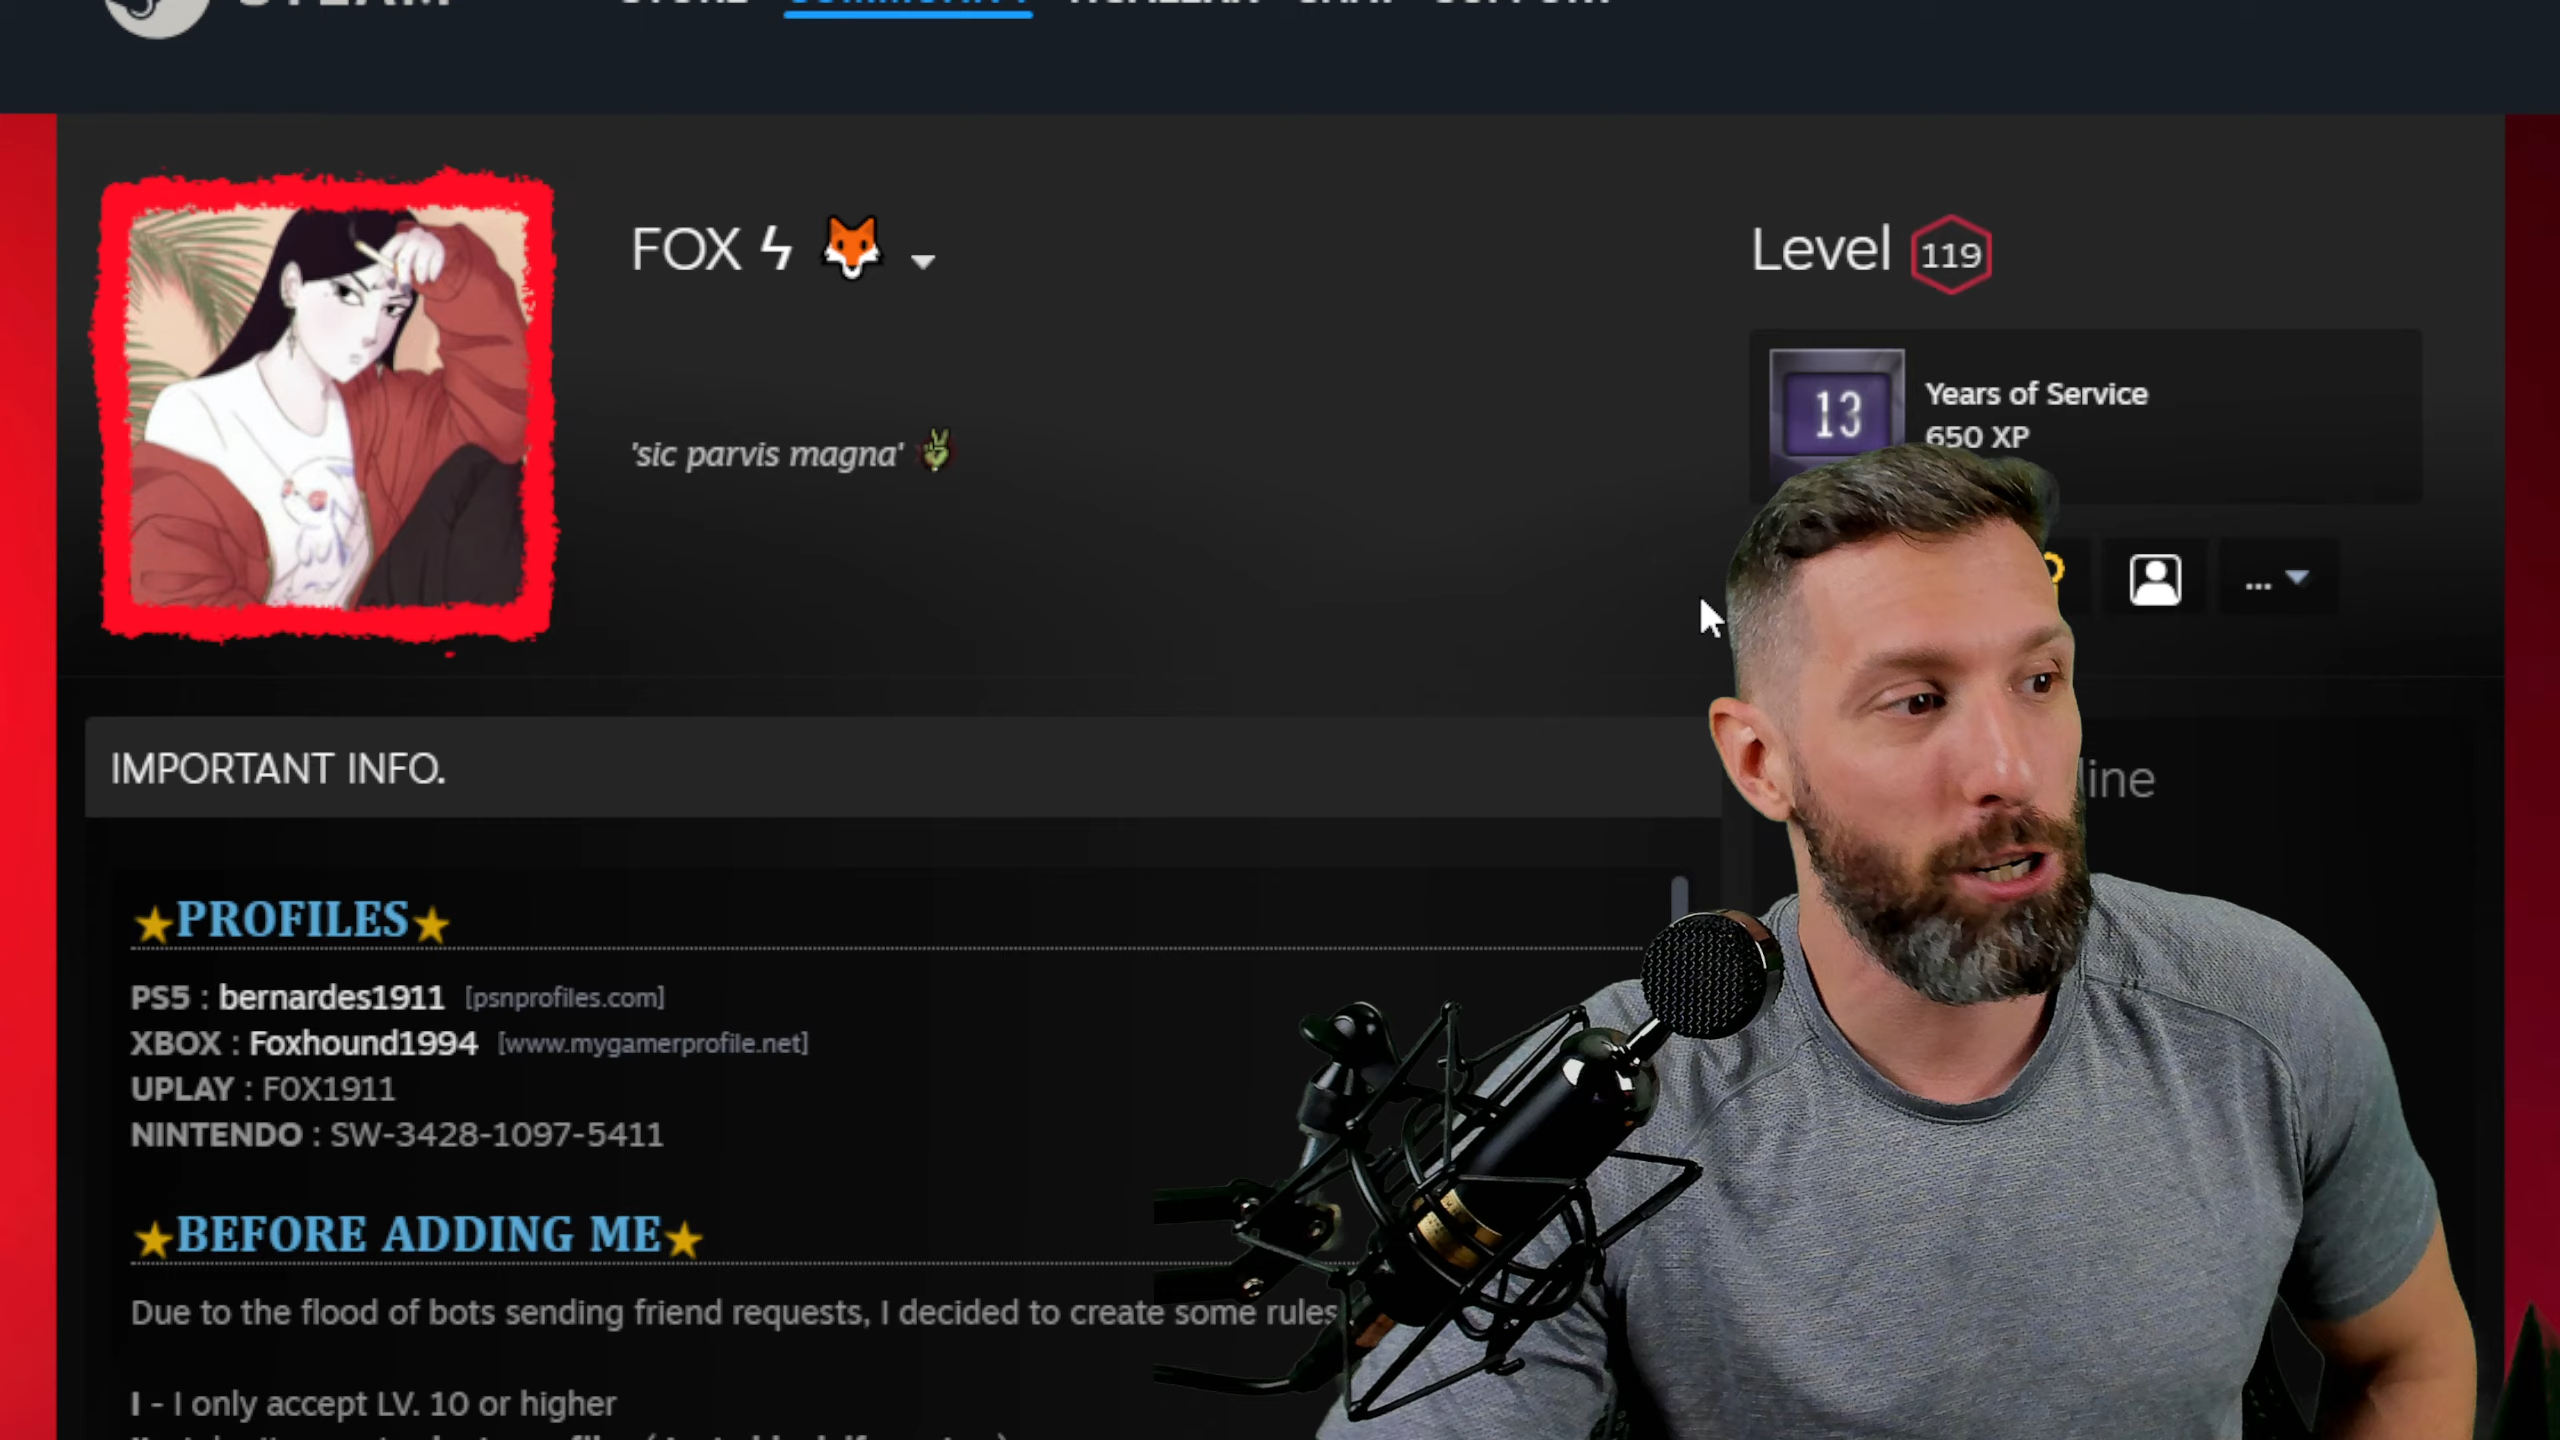 FOX ϟ 🦊
Level 119
'sic parvis magna'
13
Years of Service
650 XP
...
IMPORTANT INFO.
line
★PROFILES★
PS5 : bernardes1911 [psnprofiles.com]
XBOX : Foxhound1994 [www.mygamerprofile.net]
UPLAY : F0X1911
NINTENDO : SW-3428-1097-5411
★BEFORE ADDING ME★
Due to the flood of bots sending friend requests, I decided to create some rules
I - I only accept LV. 10 or higher